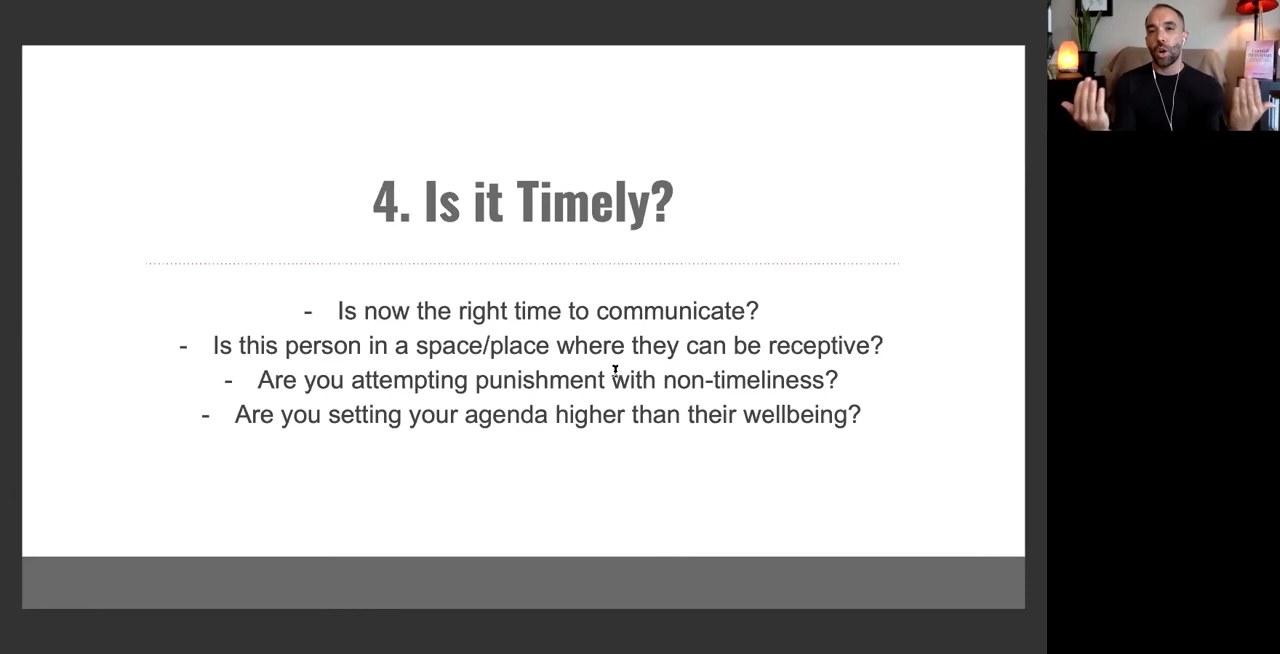 4. Is it Timely?
- Is now the right time to communicate?
- Is this person in a space/place where they can be receptive?
- Are you attempting punishment with non-timeliness?
- Are you setting your agenda higher than their wellbeing?